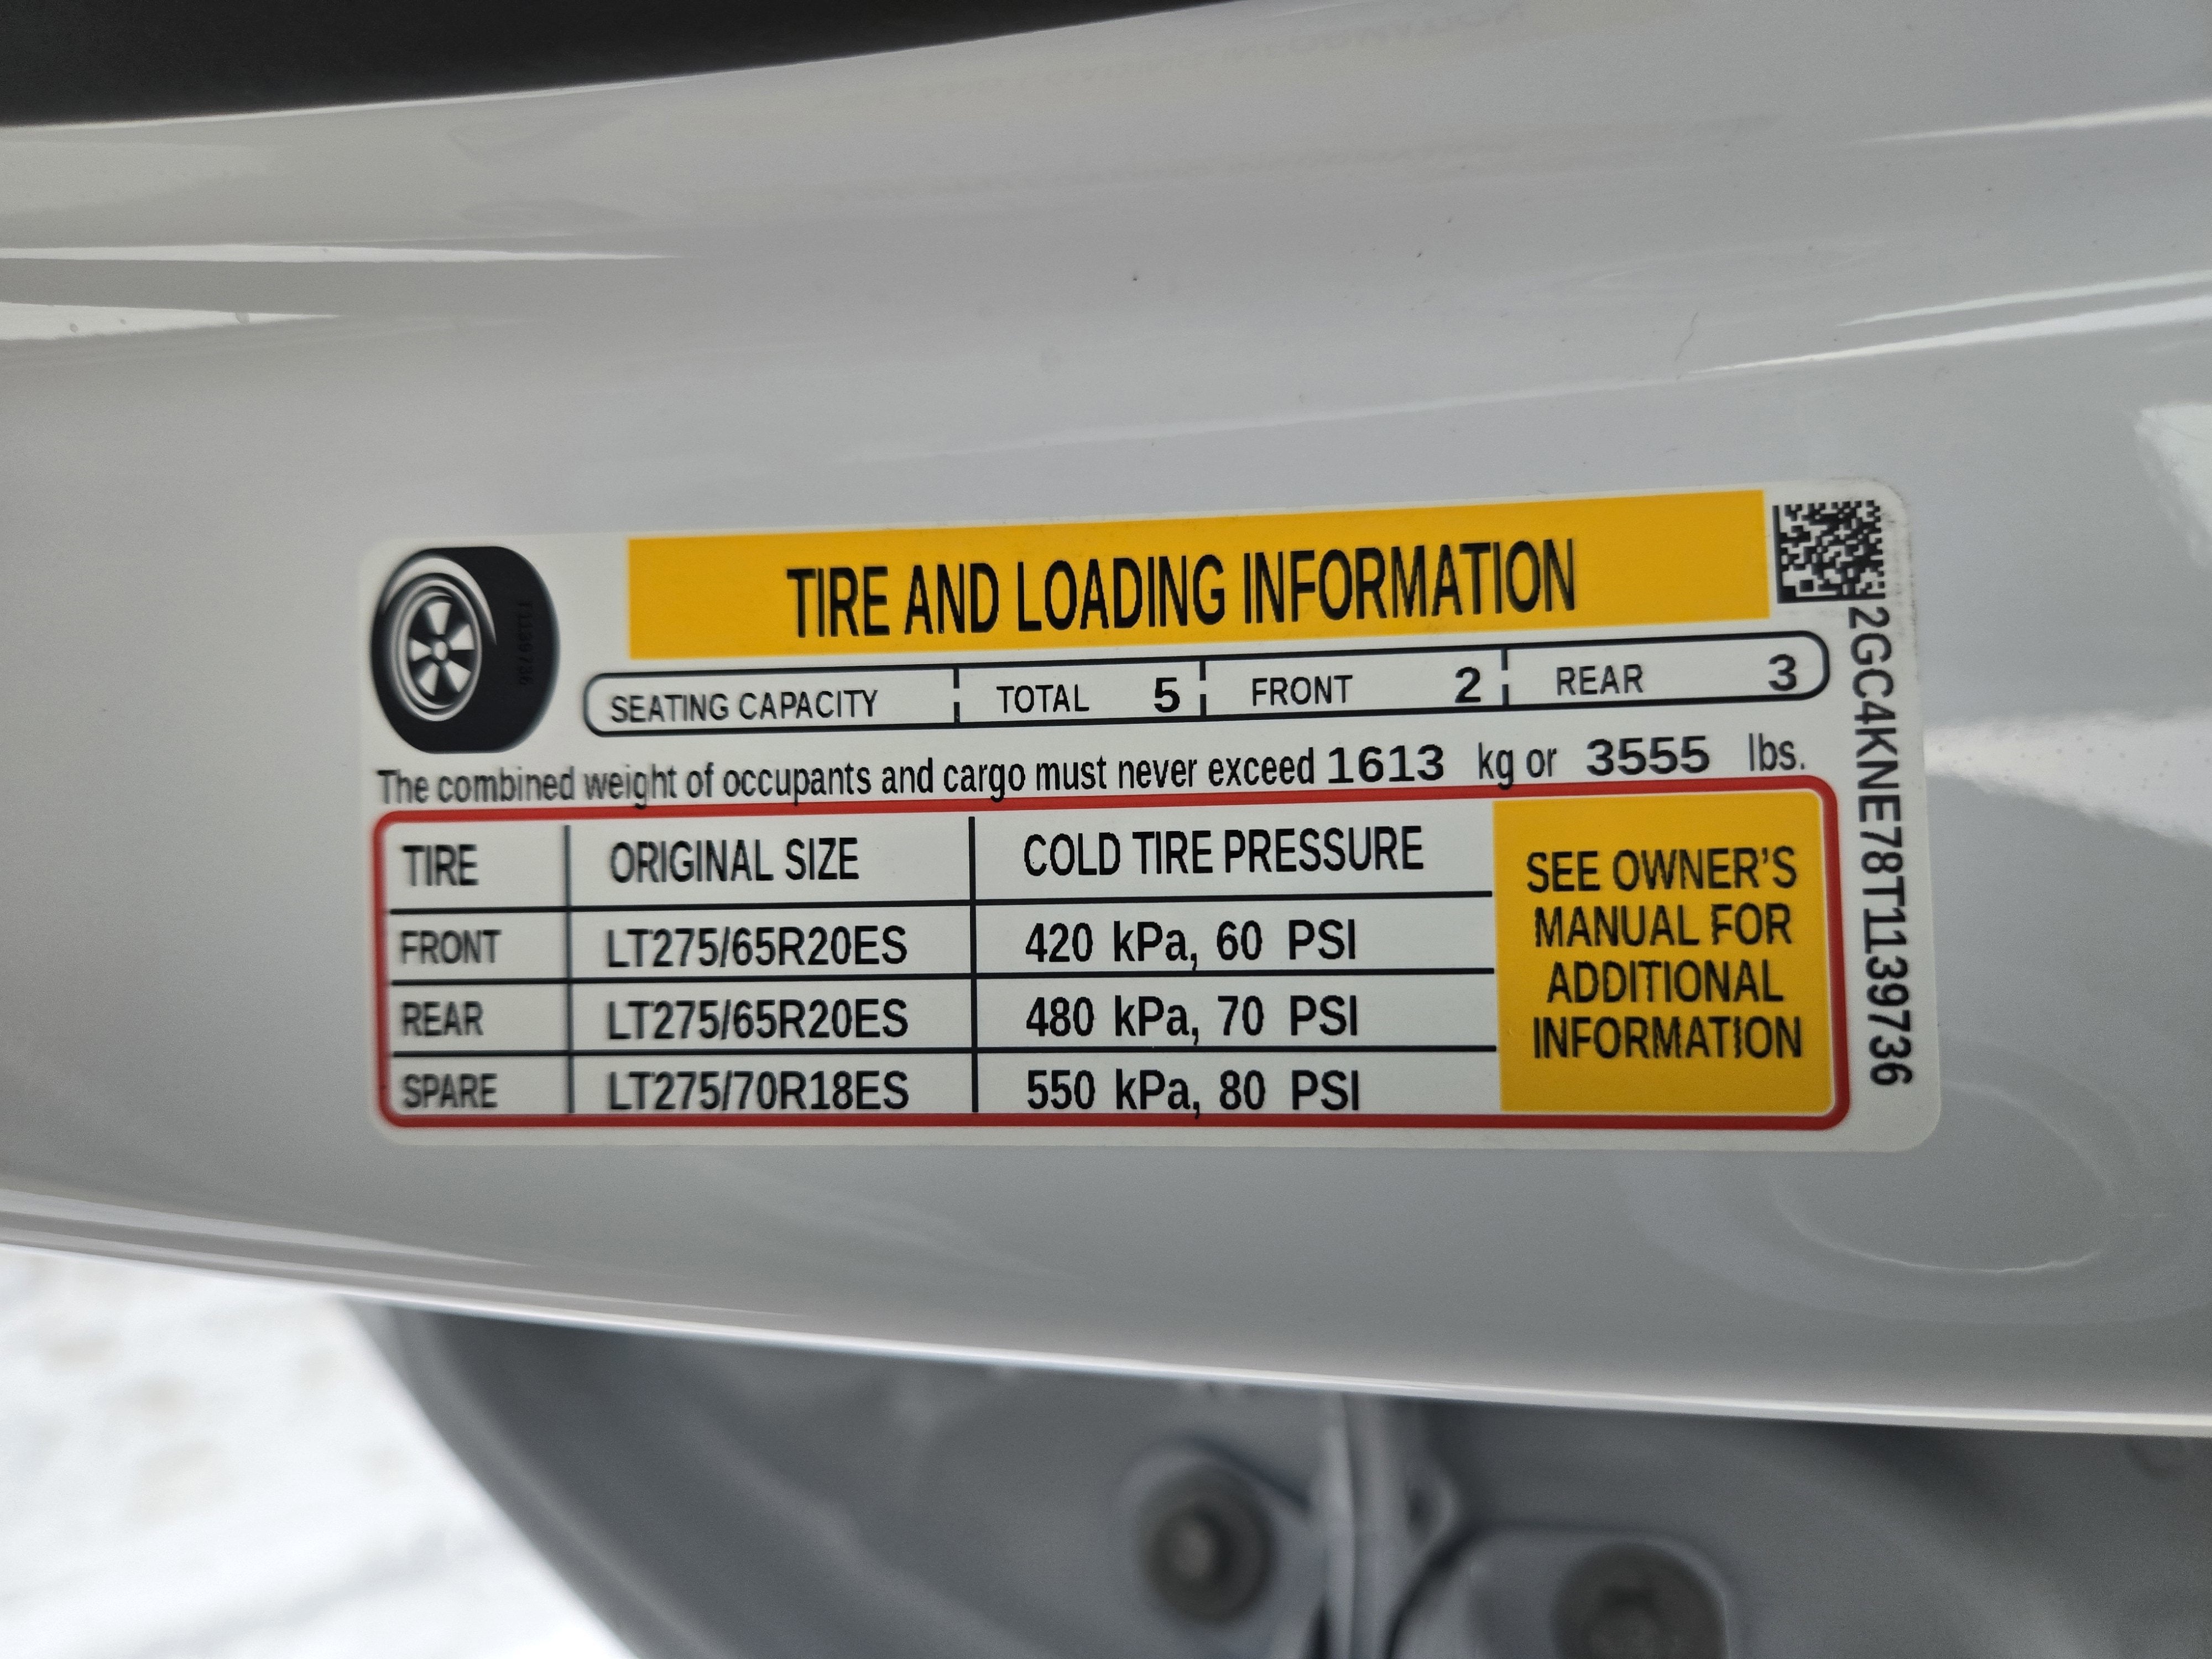 TIRE AND LOADING INFORMATION
SEATING CAPACITY TOTAL 5 FRONT 2 REAR 3
The combined weight of occupants and cargo must never exceed 1613 kg or 3555 lbs.
TIRE ORIGINAL SIZE COLD TIRE PRESSURE
FRONT LT275/65R20ES 420 kPa, 60 PSI
REAR LT275/65R20ES 480 kPa, 70 PSI
SPARE LT275/70R18ES 550 kPa, 80 PSI
SEE OWNER'S
MANUAL FOR
ADDITIONAL
INFORMATION
2GC4KNE78T1139736
T1139736